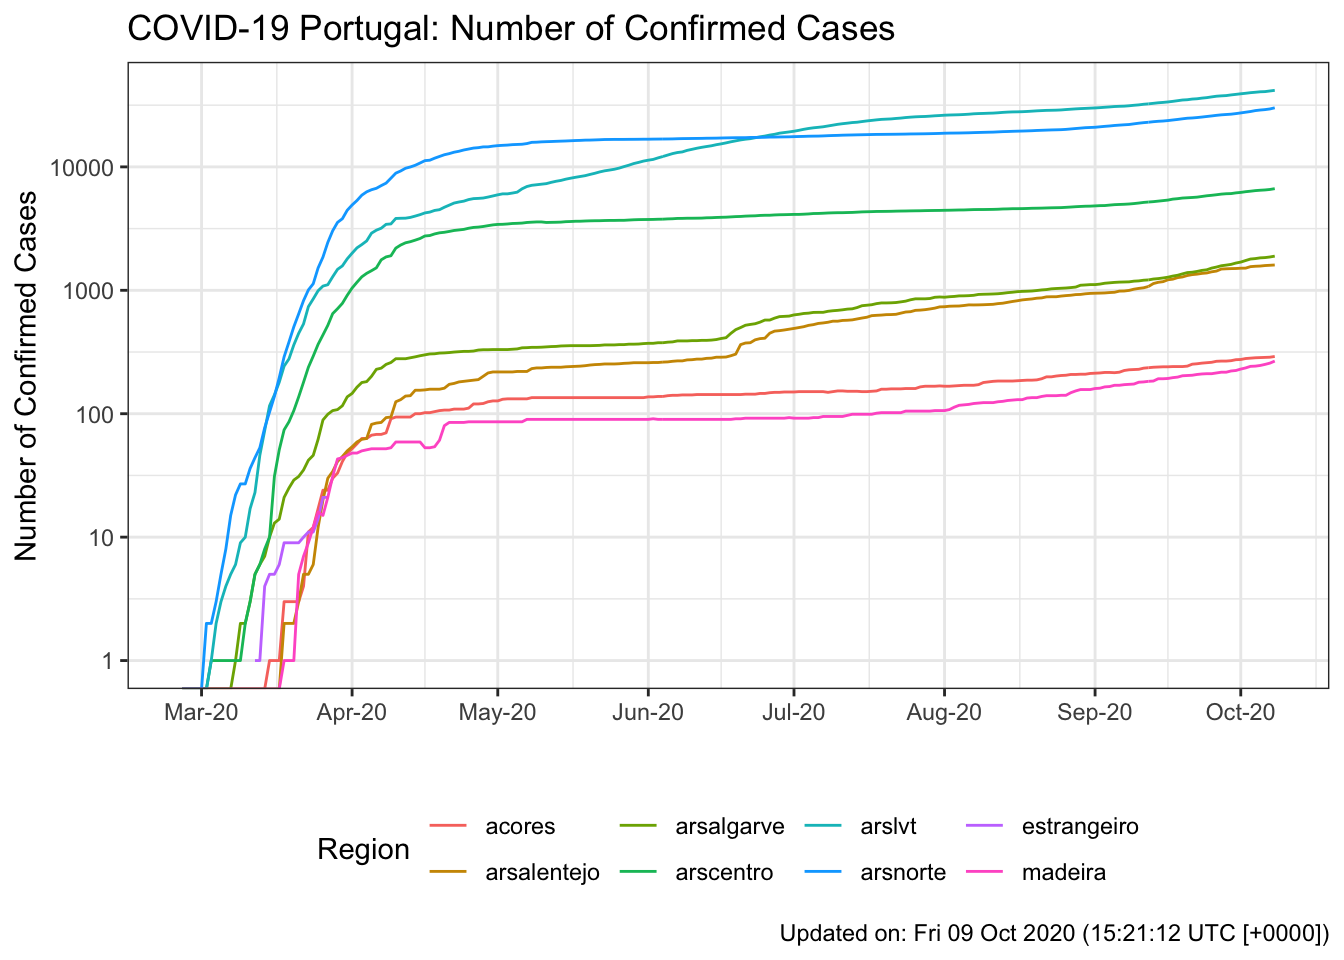 COVID-19 Portugal: Number of Confirmed Cases
Number of Confirmed Cases
10000
1000
100
10
1
Mar-20 Apr-20 May-20 Jun-20 Jul-20 Aug-20 Sep-20 Oct-20
Region
acores arsalgarve arslvt estrangeiro
arsalentejo arscentro arsnorte madeira
Updated on: Fri 09 Oct 2020 (15:21:12 UTC [+0000])